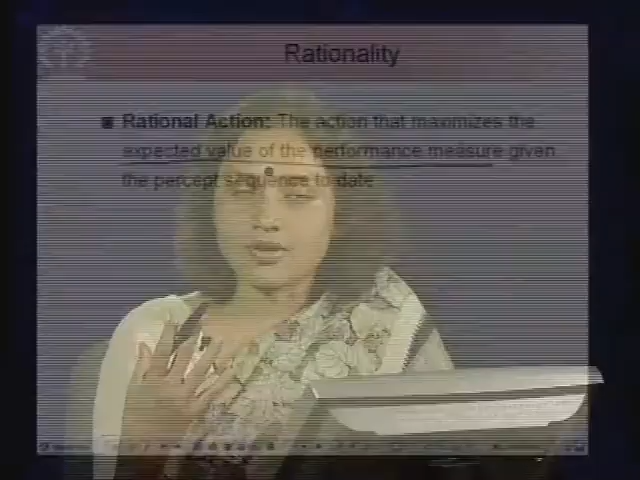 Rationality
Rational Action: The action that maximizes the
expected value of the performance measure given
the percept sequence to date